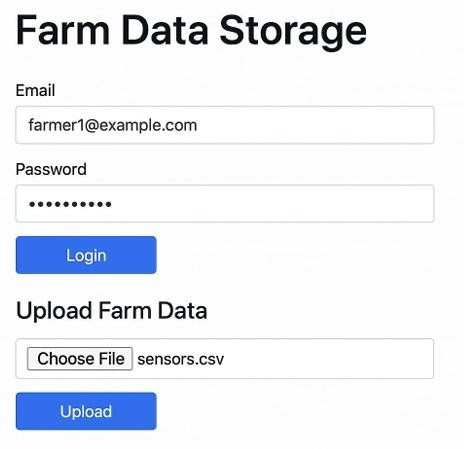 Farm Data Storage
Email
farmer1@example.com
Password
••••••••••
Login
Upload Farm Data
Choose File sensors.csv
Upload